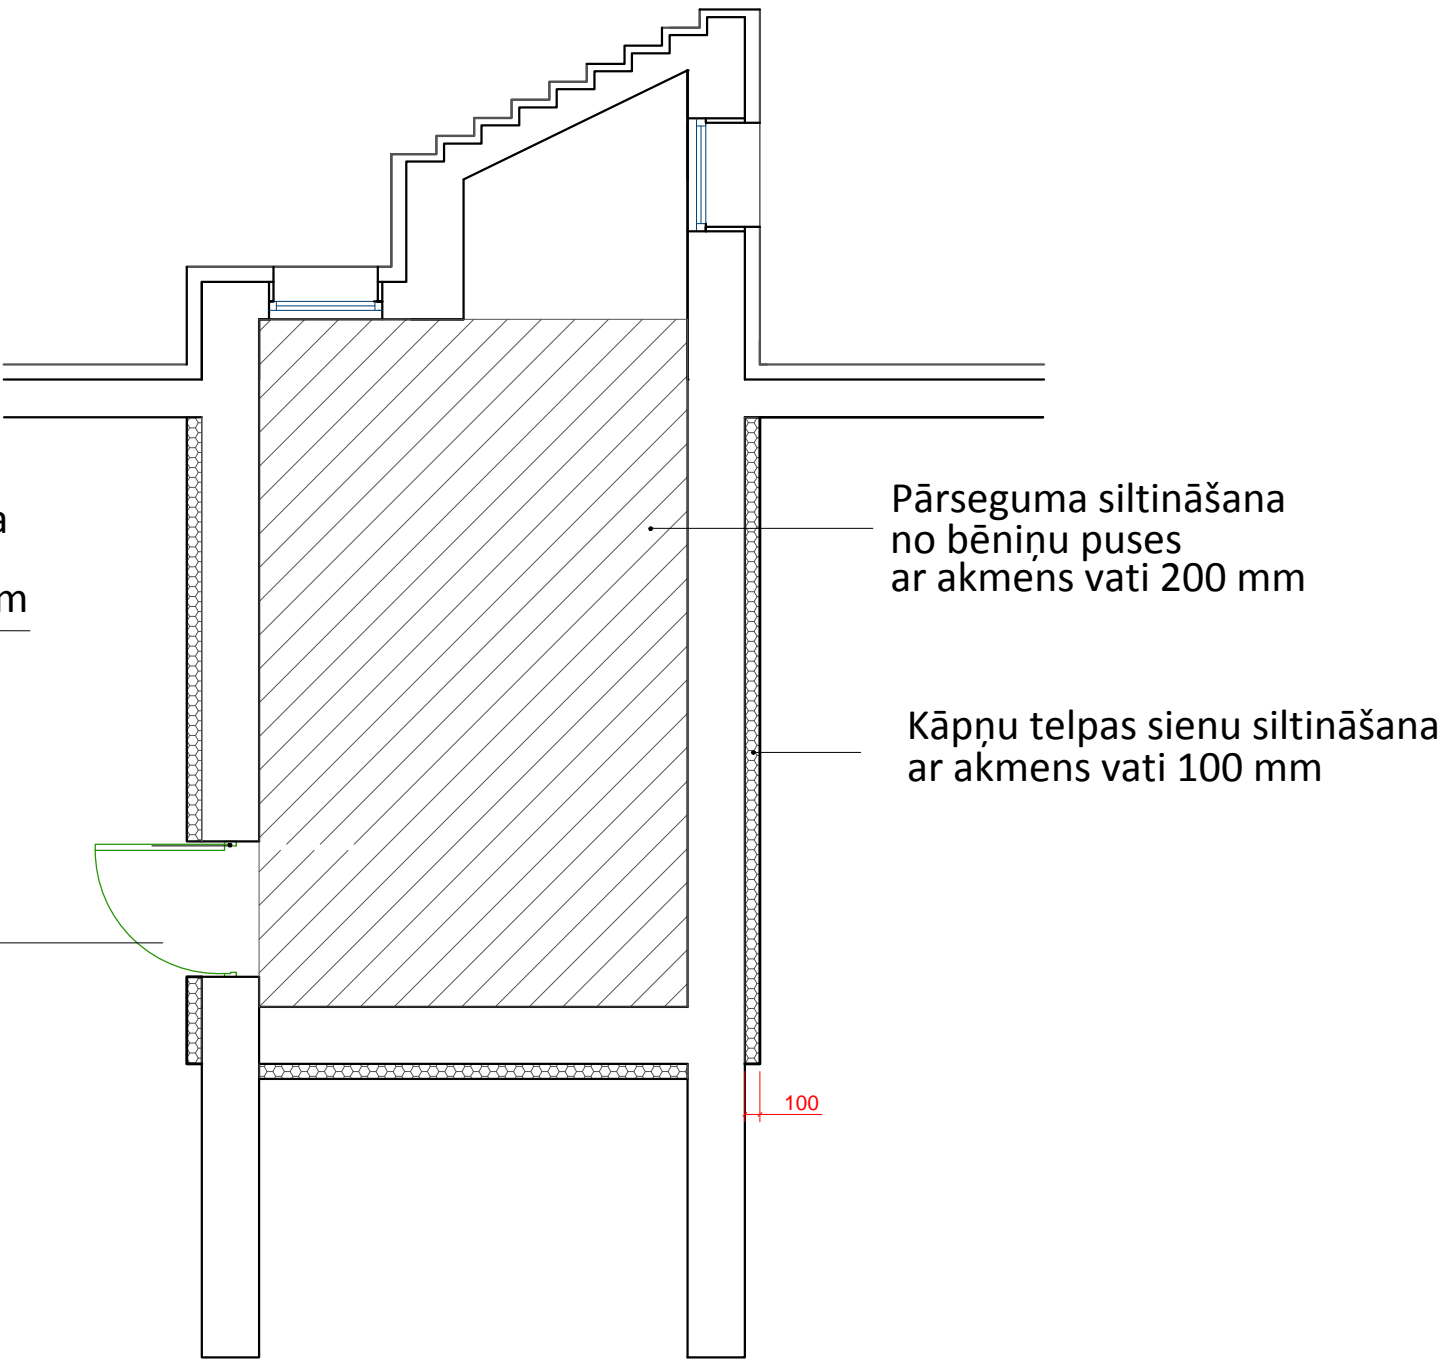 Pārseguma siltināšana
no bēniņu puses
ar akmens vati 200 mm
Kāpņu telpas sienu siltināšana
ar akmens vati 100 mm
100